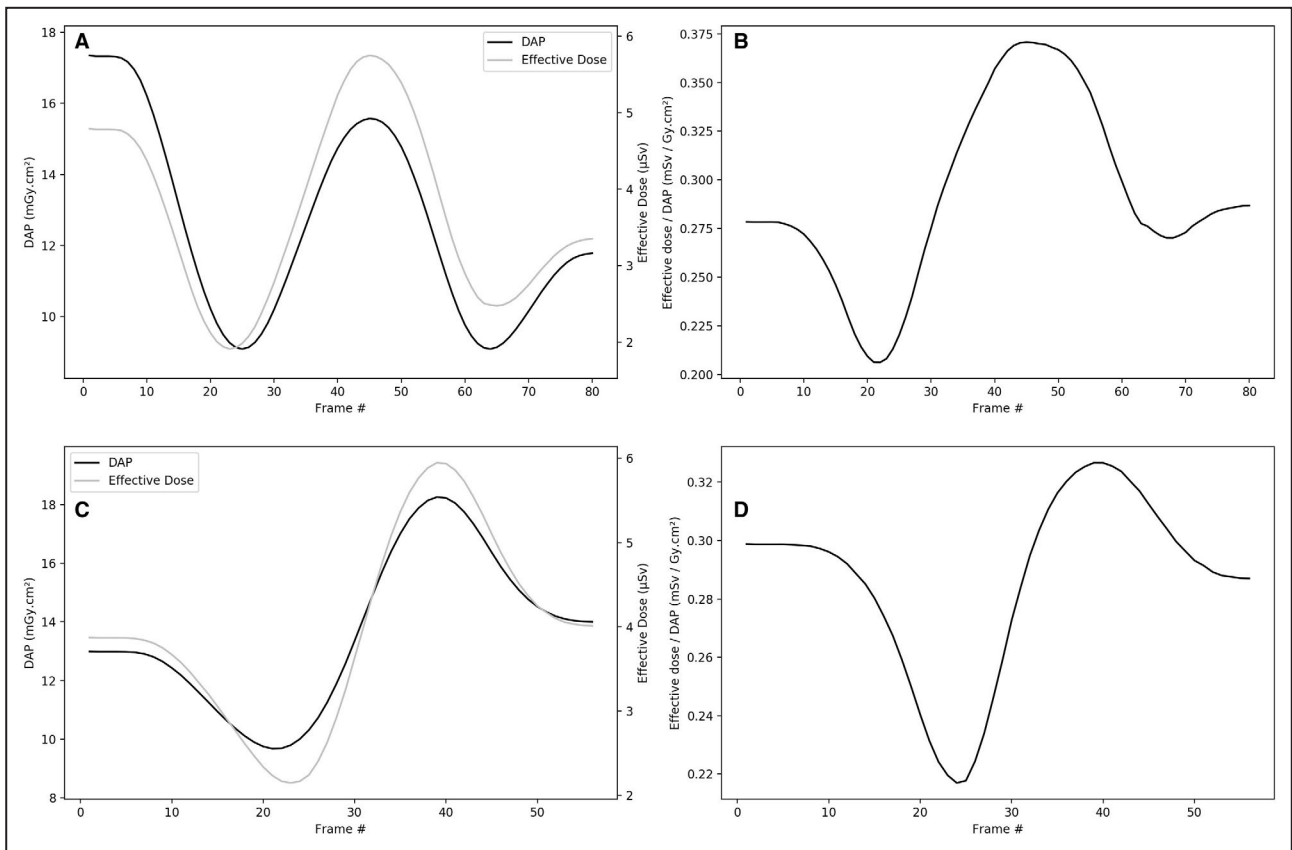 A
DAP
Effective Dose
18
16
14
12
10
DAP (mGy.cm²)
6
5
4
3
2
Effective Dose (μSv)
0 10 20 30 40 50 60 70 80
Frame #
B
0.375
0.350
0.325
0.300
0.275
0.250
0.225
0.200
Effective dose / DAP (mSv / Gy.cm²)
0 10 20 30 40 50 60 70 80
Frame #
C
DAP
Effective Dose
18
16
14
12
10
8
DAP (mGy.cm²)
6
5
4
3
2
Effective Dose (μSv)
0 10 20 30 40 50
Frame #
D
0.32
0.30
0.28
0.26
0.24
0.22
Effective dose / DAP (mSv / Gy.cm²)
0 10 20 30 40 50
Frame #